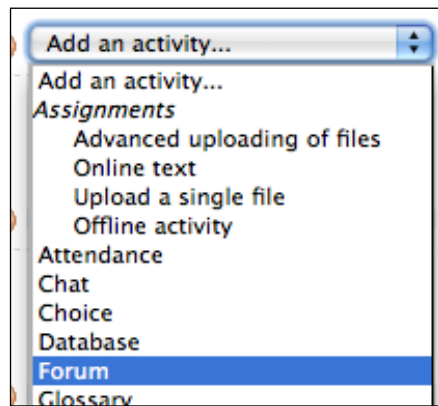 Add an activity...
Add an activity...
Assignments
Advanced uploading of files
Online text
Upload a single file
Offline activity
Attendance
Chat
Choice
Database
Forum
Glossary